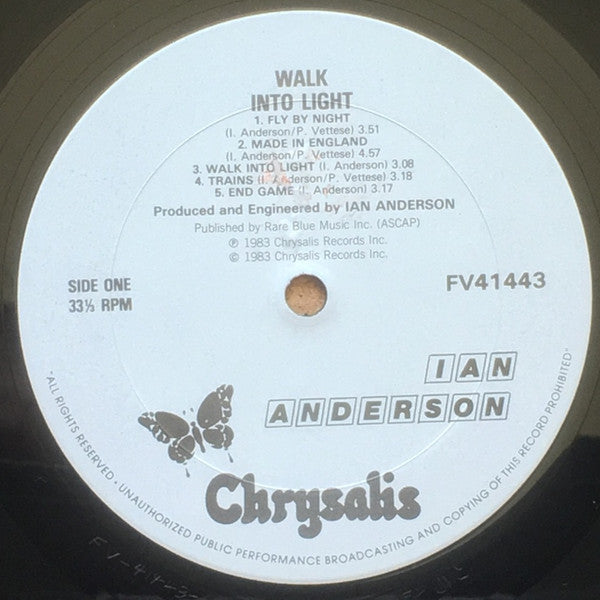 WALK
INTO LIGHT
1. FLY BY NIGHT
(I. Anderson/P. Vettese) 3.51
2. MADE IN ENGLAND
(I. Anderson/P. Vettese) 4.57
3. WALK INTO LIGHT (I. Anderson) 3.08
4. TRAINS (I. Anderson/P. Vettese) 3.18
5. END GAME (I. Anderson) 3.17
Produced and Engineered by IAN ANDERSON
Published by Rare Blue Music Inc. (ASCAP)
℗ 1983 Chrysalis Records Inc.
© 1983 Chrysalis Records Inc.
SIDE ONE
33⅓ RPM
FV41443
IAN
ANDERSON
Chrysalis
"ALL RIGHTS RESERVED • UNAUTHORIZED PUBLIC PERFORMANCE BROADCASTING AND COPYING OF THIS RECORD PROHIBITED"